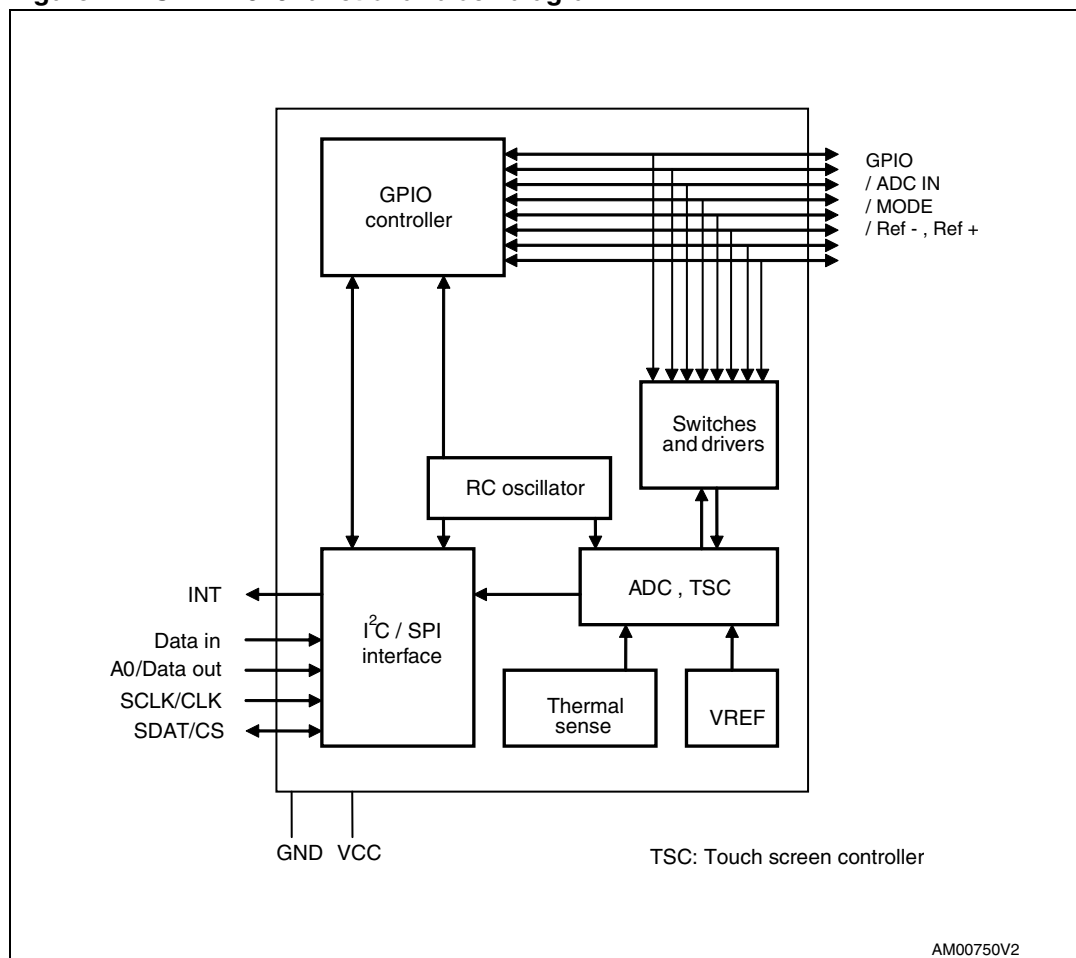 GPIO
controller
GPIO
/ ADC IN
/ MODE
/ Ref - , Ref +
Switches
and drivers
RC oscillator
ADC , TSC
I2C / SPI
interface
INT
Data in
A0/Data out
SCLK/CLK
SDAT/CS
Thermal
sense
VREF
GND VCC
TSC: Touch screen controller
AM00750V2